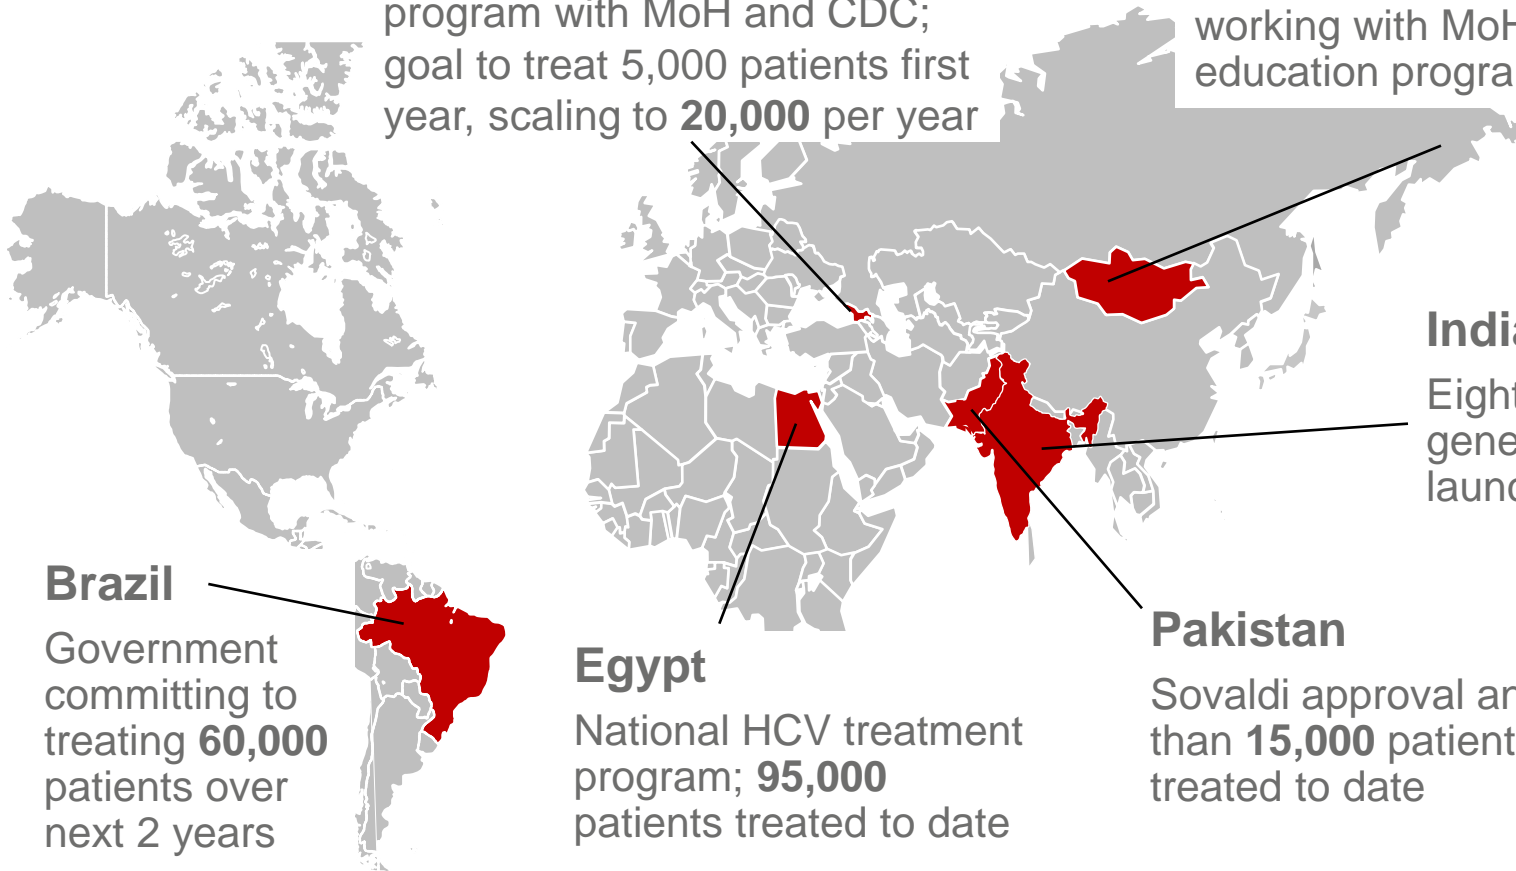 program with MoH and CDC;
goal to treat 5,000 patients first
year, scaling to 20,000 per year
working with MoH
education progra
India
Eight
gene
laun
Brazil
Government
committing to
treating 60,000
patients over
next 2 years
Egypt
National HCV treatment
program; 95,000
patients treated to date
Pakistan
Sovaldi approval an
than 15,000 patient
treated to date